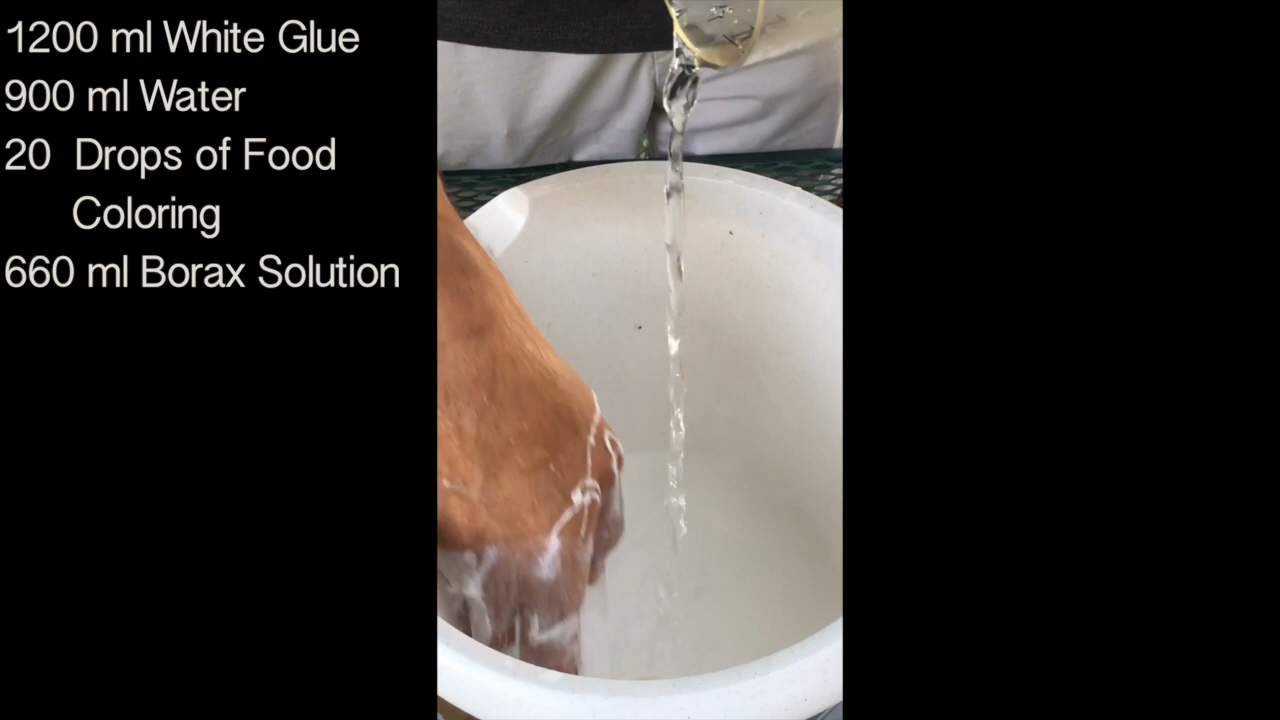 1200 ml White Glue
900 ml Water
20 Drops of Food
Coloring
660 ml Borax Solution